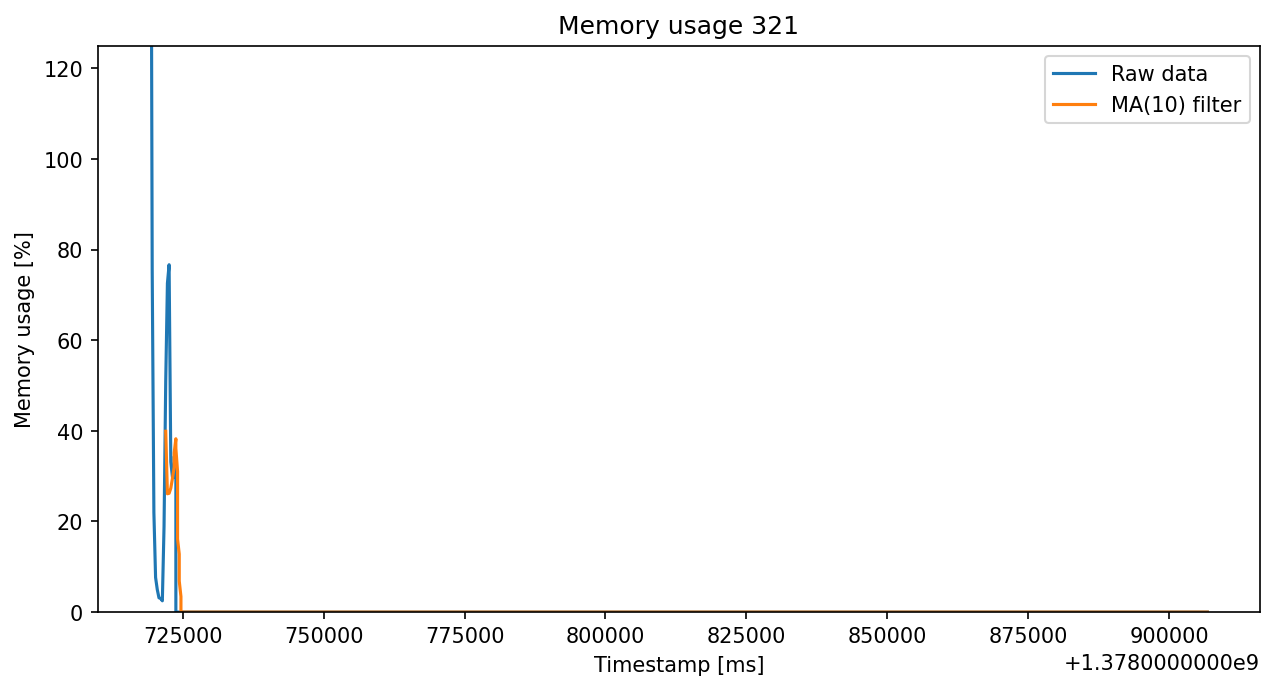 Memory usage 321
Raw data
MA(10) filter
Memory usage [%]
120
100
80
60
40
20
0
725000 750000 775000 800000 825000 850000 875000 900000
Timestamp [ms]
+1.3780000000e9